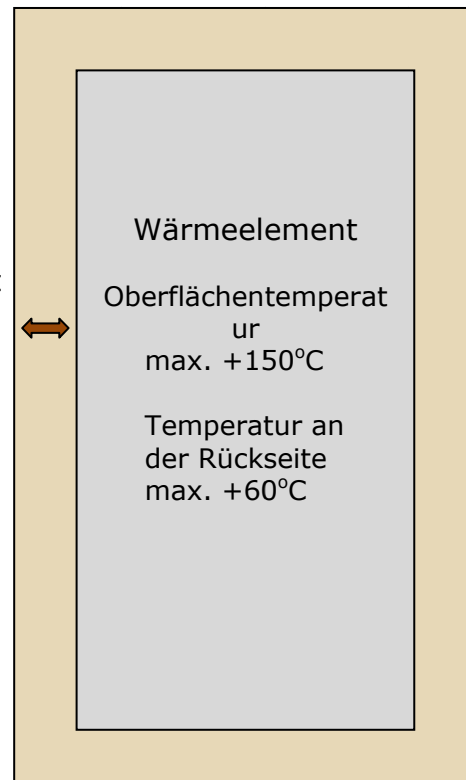 Wärmeelement
Oberflächentemperat
ur
max. +150°C
Temperatur an
der Rückseite
max. +60°C